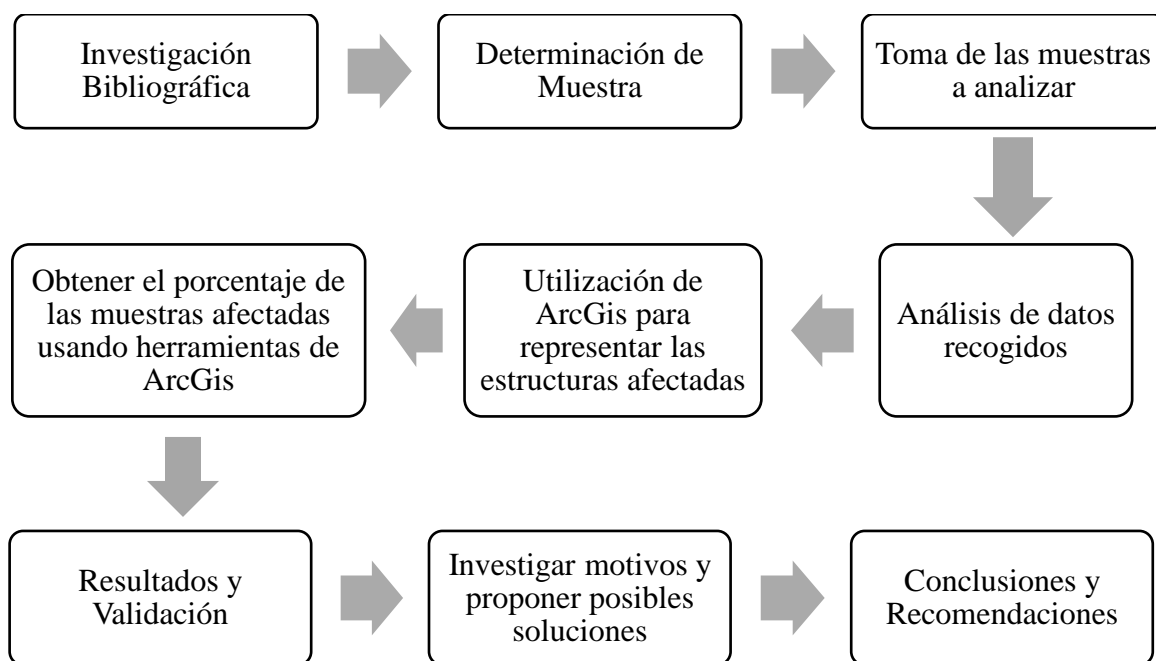 Investigación
Bibliográfica
Determinación de
Muestra
Toma de las muestras
a analizar
Análisis de datos
recogidos
Utilización de
ArcGis para
representar las
estructuras afectadas
Obtener el porcentaje de
las muestras afectadas
usando herramientas de
ArcGis
Resultados y
Validación
Investigar motivos y
proponer posibles
soluciones
Conclusiones y
Recomendaciones